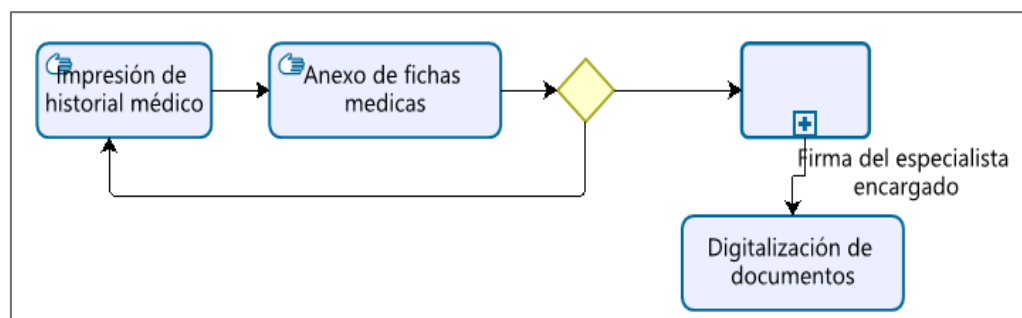 Impresión de
historial médico
Anexo de fichas
medicas
Firma del especialista
encargado
Digitalización de
documentos